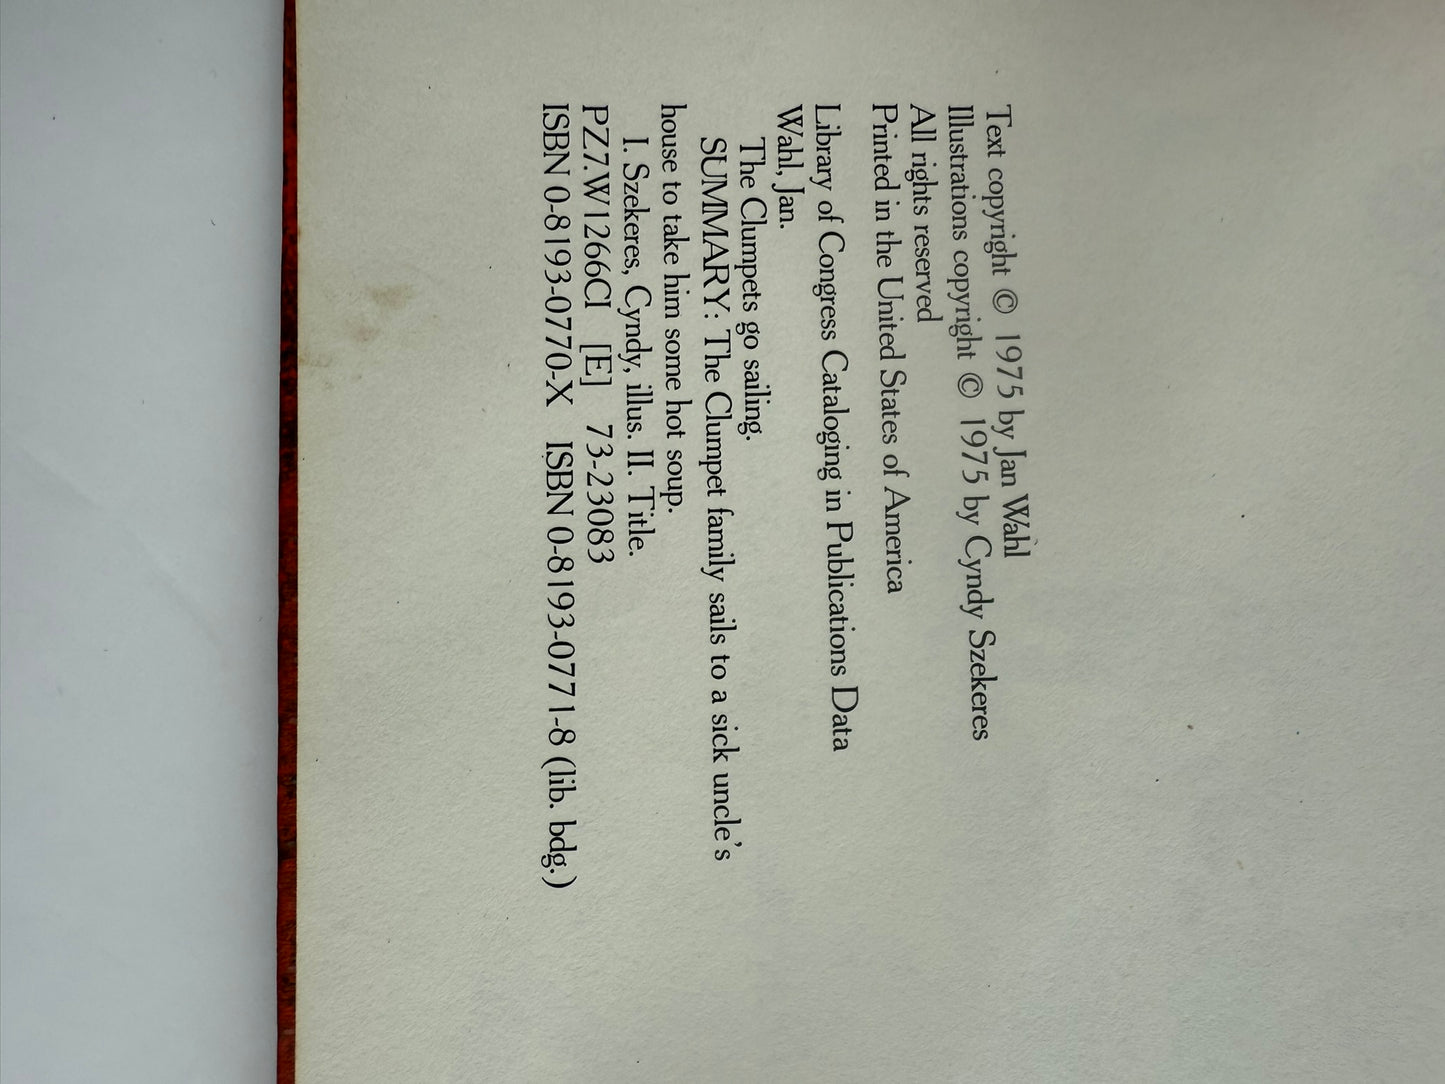 Text copyright © 1975 by Jan Wahl
Illustrations copyright © 1975 by Cyndy Szekeres
All rights reserved
Printed in the United States of America
Library of Congress Cataloging in Publications Data
Wahl, Jan.
The Clumpets go sailing.
SUMMARY: The Clumpet family sails to a sick uncle's
house to take him some hot soup.
I. Szekeres, Cyndy, illus. II. Title.
PZ7.W1266Cl [E] 73-23083
ISBN 0-8193-0770-X ISBN 0-8193-0771-8 (lib. bdg.)